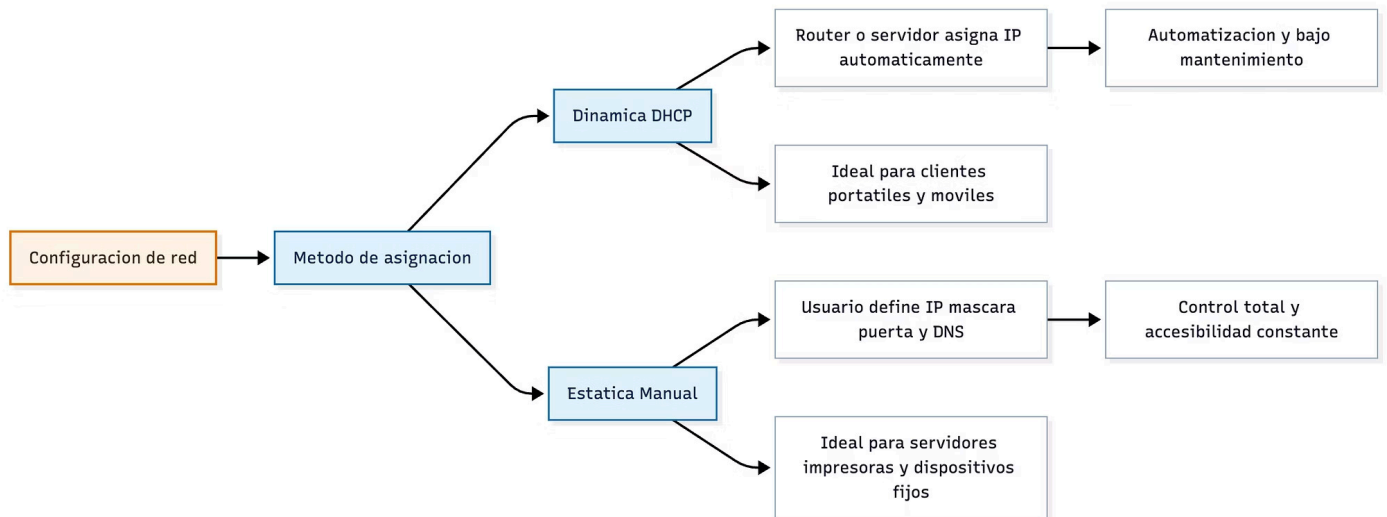 Configuracion de red
Metodo de asignacion
Dinamica DHCP
Router o servidor asigna IP
automaticamente
Automatizacion y bajo
mantenimiento
Ideal para clientes
portatiles y moviles
Estatica Manual
Usuario define IP mascara
puerta y DNS
Control total y
accesibilidad constante
Ideal para servidores
impresoras y dispositivos
fijos